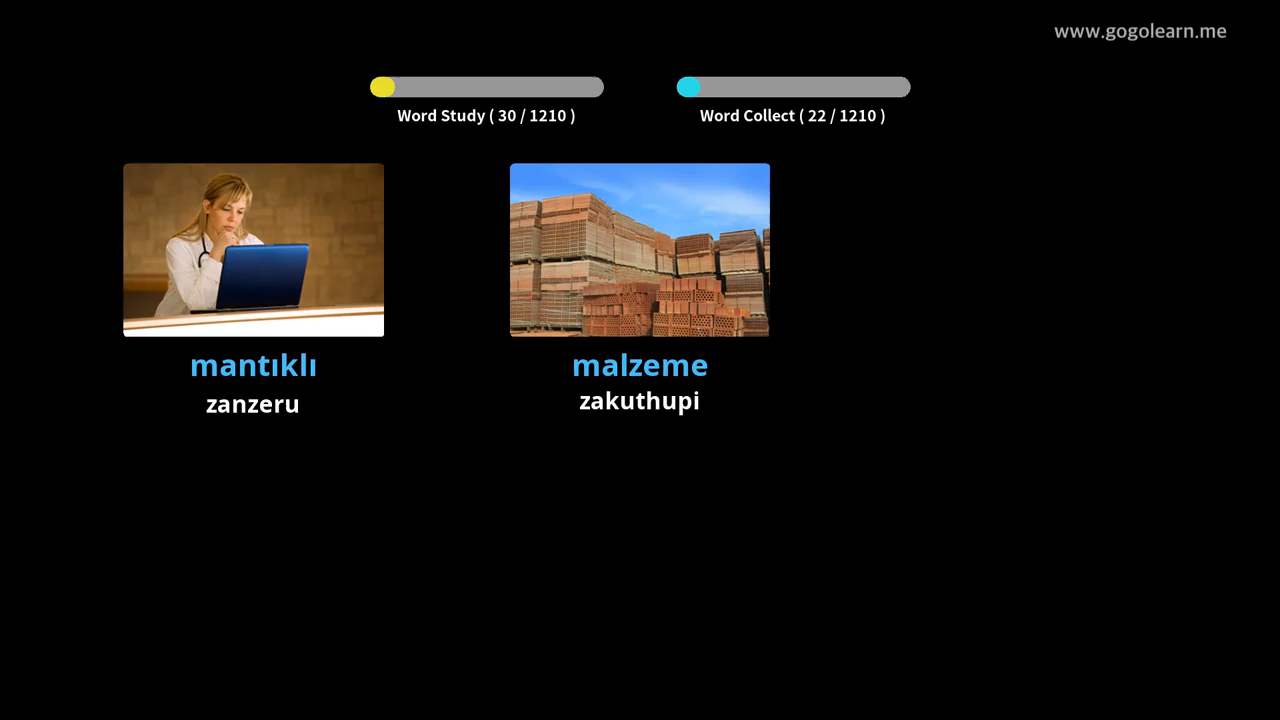 www.gogolearn.me
Word Study ( 30 / 1210 )
Word Collect ( 22 / 1210 )
mantıklı
zanzeru
malzeme
zakuthupi